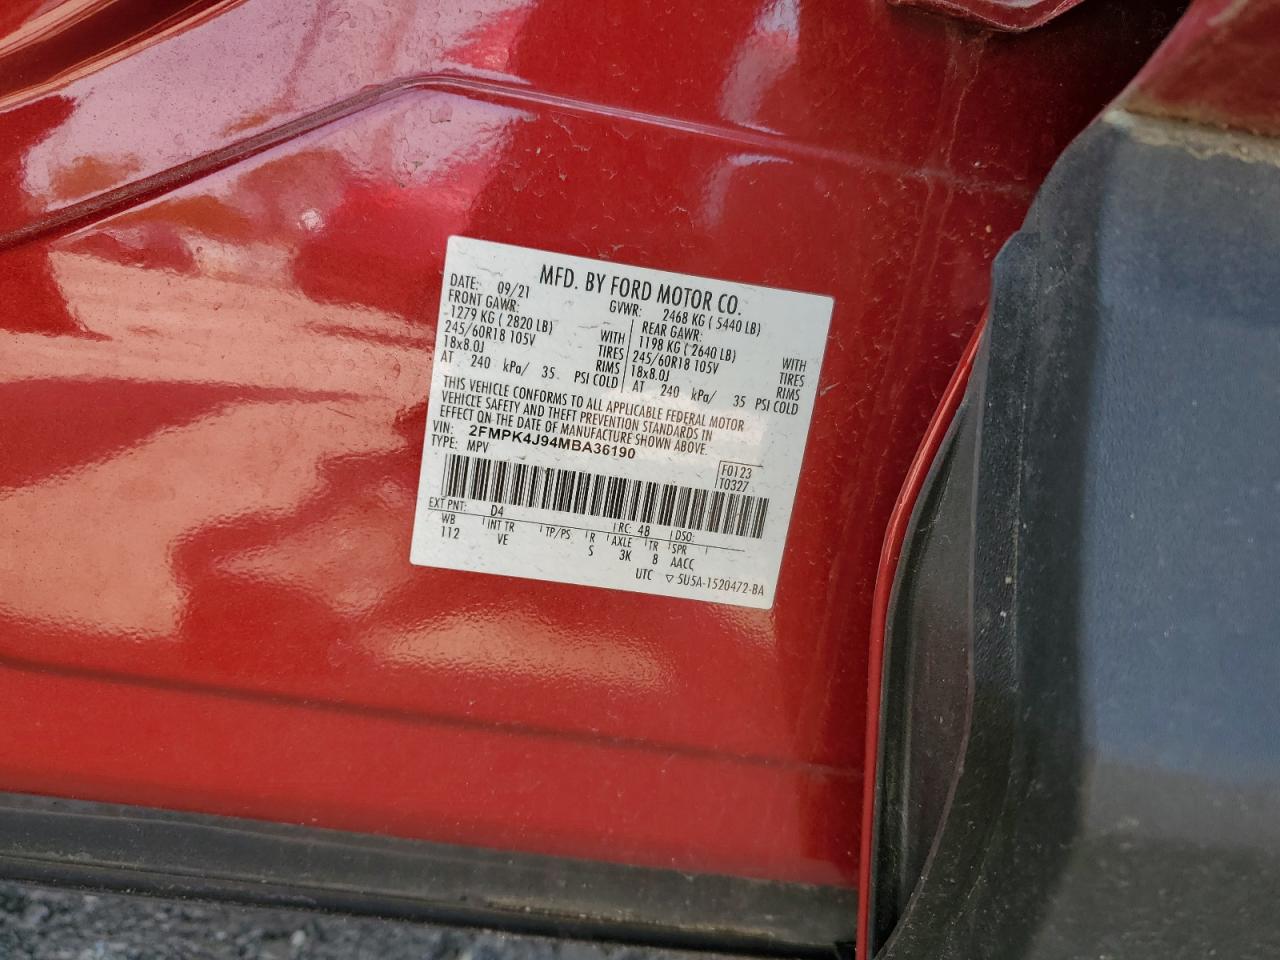 MFD. BY FORD MOTOR CO.
DATE: 09/21 GVWR: 2468 KG ( 5440 LB)
FRONT GAWR: REAR GAWR:
1279 KG ( 2820 LB) WITH 1198 KG ( 2640 LB) WITH
245/60R18 105V TIRES 245/60R18 105V TIRES
18x8.0J RIMS 18x8.0J RIMS
AT 240 kPa/ 35 PSI COLD AT 240 kPa/ 35 PSI COLD
THIS VEHICLE CONFORMS TO ALL APPLICABLE FEDERAL MOTOR
VEHICLE SAFETY AND THEFT PREVENTION STANDARDS IN
EFFECT ON THE DATE OF MANUFACTURE SHOWN ABOVE.
VIN: 2FMPK4J94MBA36190
TYPE: MPV
F0123
T0327
EXT PNT: D4 RC: 48 DSO:
WB INT TR TP/PS R AXLE TR SPR
112 VE S 3K 8 AACC
UTC ▽ 5U5A-1520472-BA